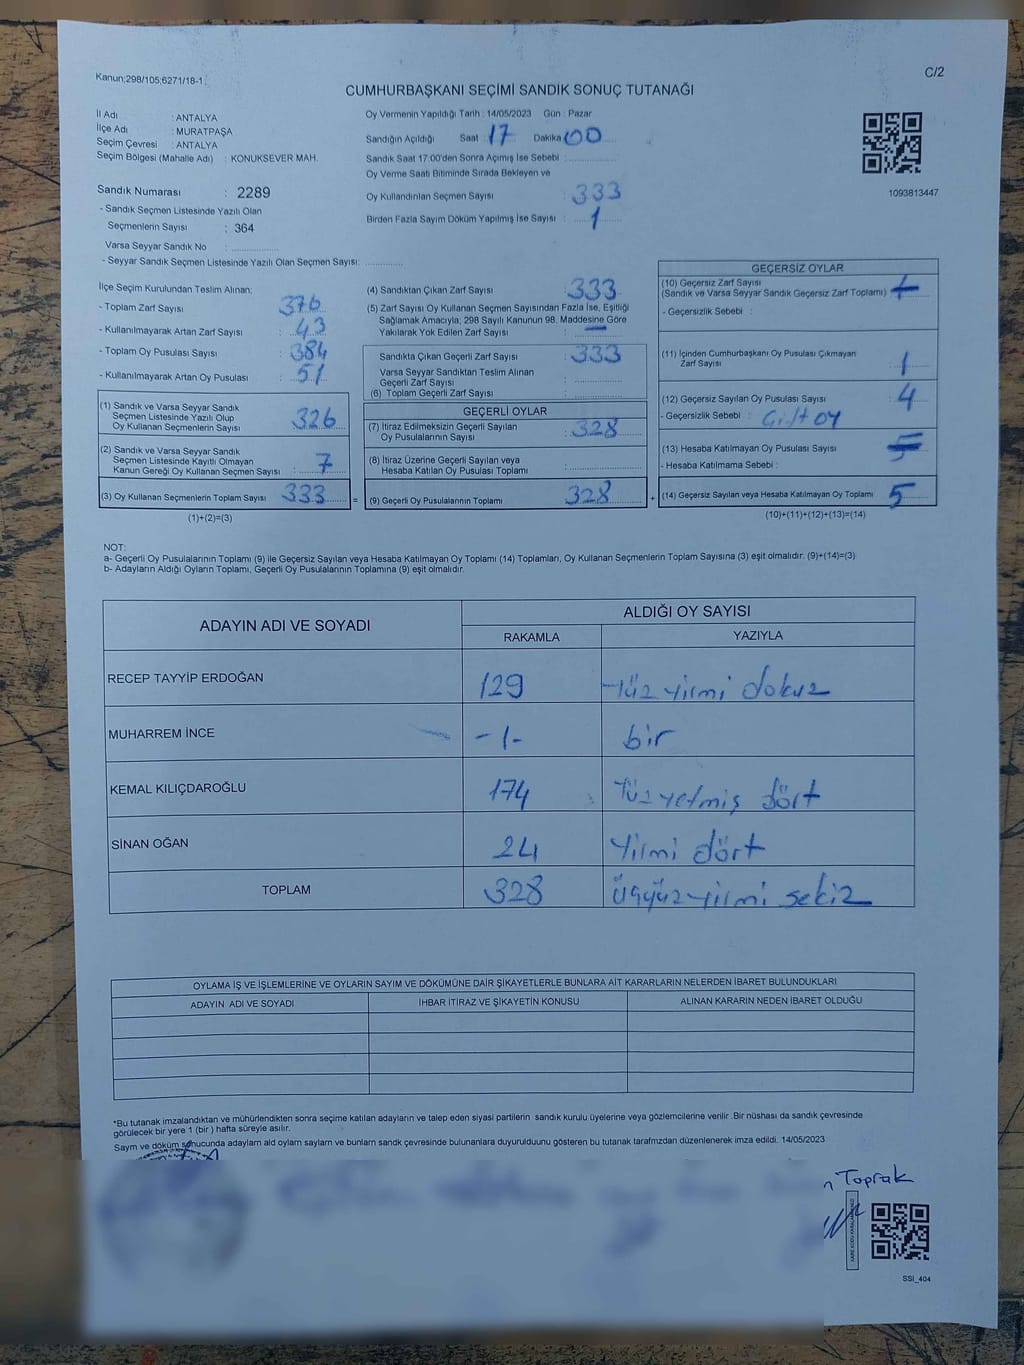 Kanun;298/105;6271/18-1
C/2
CUMHURBAŞKANI SEÇİMİ SANDIK SONUÇ TUTANAĞI
İl Adı : ANTALYA
İlçe Adı : MURATPAŞA
Seçim Çevresi : ANTALYA
Seçim Bölgesi (Mahalle Adı) : KONUKSEVER MAH.
Sandık Numarası : 2289
- Sandık Seçmen Listesinde Yazılı Olan
Seçmenlerin Sayısı : 364
Varsa Seyyar Sandık No :
- Seyyar Sandık Seçmen Listesinde Yazılı Olan Seçmen Sayısı:
Oy Vermenin Yapıldığı Tarih : 14/05/2023 Gün : Pazar
Sandığın Açıldığı Saat 17 Dakika 00
Sandık Saat 17:00'den Sonra Açımış İse Sebebi :
Oy Verme Saati Bitiminde Sırada Bekleyen ve
Oy Kullandırılan Seçmen Sayısı : 333
Birden Fazla Sayım Döküm Yapılmış İse Sayısı : 1
1093813447
İlçe Seçim Kurulundan Teslim Alınan:
- Toplam Zarf Sayısı : 376
- Kullanılmayarak Artan Zarf Sayısı : 43
- Toplam Oy Pusulası Sayısı : 384
- Kullanılmayarak Artan Oy Pusulası : 51
(1) Sandık ve Varsa Seyyar Sandık
Seçmen Listesinde Yazılı Olup
Oy Kullanan Seçmenlerin Sayısı : 326
(2) Sandık ve Varsa Seyyar Sandık
Seçmen Listesinde Kayıtlı Olmayan
Kanun Gereği Oy Kullanan Seçmen Sayısı : 7
(3) Oy Kullanan Seçmenlerin Toplam Sayısı : 333
(1)+(2)=(3)
(4) Sandıktan Çıkan Zarf Sayısı : 333
(5) Zarf Sayısı Oy Kullanan Seçmen Sayısından Fazla İse, Eşitliği
Sağlamak Amacıyla; 298 Sayılı Kanunun 98. Maddesine Göre
Yakılarak Yok Edilen Zarf Sayısı : —
Sandıkta Çıkan Geçerli Zarf Sayısı : 333
Varsa Seyyar Sandıktan Teslim Alınan
Geçerli Zarf Sayısı :
(6) Toplam Geçerli Zarf Sayısı :
GEÇERLİ OYLAR
(7) İtiraz Edilmeksizin Geçerli Sayılan
Oy Pusulalarının Sayısı : 328
(8) İtiraz Üzerine Geçerli Sayılan veya
Hesaba Katılan Oy Pusulası Toplamı :
= (9) Geçerli Oy Pusulalarının Toplamı : 328 +
GEÇERSİZ OYLAR
(10) Geçersiz Zarf Sayısı
(Sandık ve Varsa Seyyar Sandık Geçersiz Zarf Toplamı) :
- Geçersizlik Sebebi :
(11) İçinden Cumhurbaşkanı Oy Pusulası Çıkmayan
Zarf Sayısı : 1
(12) Geçersiz Sayılan Oy Pusulası Sayısı : 4
- Geçersizlik Sebebi : Çift OY
(13) Hesaba Katılmayan Oy Pusulası Sayısı :
- Hesaba Katılmama Sebebi :
(14) Geçersiz Sayılan veya Hesaba Katılmayan Oy Toplamı : 5
(10)+(11)+(12)+(13)=(14)
NOT:
a- Geçerli Oy Pusulalarının Toplamı (9) ile Geçersiz Sayılan veya Hesaba Katılmayan Oy Toplamı (14) Toplamları, Oy Kullanan Seçmenlerin Toplam Sayısına (3) eşit olmalıdır. (9)+(14)=(3)
b- Adayların Aldığı Oyların Toplamı, Geçerli Oy Pusulalarının Toplamına (9) eşit olmalıdır.
ADAYIN ADI VE SOYADI
ALDIĞI OY SAYISI
RAKAMLA YAZIYLA
RECEP TAYYİP ERDOĞAN 129 Yüz yirmi dokuz
MUHARREM İNCE -1- bir
KEMAL KILIÇDAROĞLU 174 Yüz yetmiş dört
SİNAN OĞAN 24 Yirmi dört
TOPLAM 328 Üçyüz yirmi sekiz
OYLAMA İŞ VE İŞLEMLERİNE VE OYLARIN SAYIM VE DÖKÜMÜNE DAİR ŞİKAYETLERLE BUNLARA AİT KARARLARIN NELERDEN İBARET BULUNDUKLARI
ADAYIN ADI VE SOYADI İHBAR İTİRAZ VE ŞİKAYETİN KONUSU ALINAN KARARIN NEDEN İBARET OLDUĞU
*Bu tutanak imzalandıktan ve mühürlendikten sonra seçime katılan adayların ve talep eden siyasi partilerin sandık kurulu üyelerine veya gözlemcilerine verilir .Bir nüshası da sandık çevresinde
görülecek bir yere 1 (bir ) hafta süreyle asılır.
Sayım ve döküm sonucunda adayların ald oyların sayların ve bunların sandk çevresinde bulunanlara duyurulduunu gösteren bu tutanak tarafmzdan düzenlenerek imza edildi. 14/05/2023
n Toprak
SSI_404